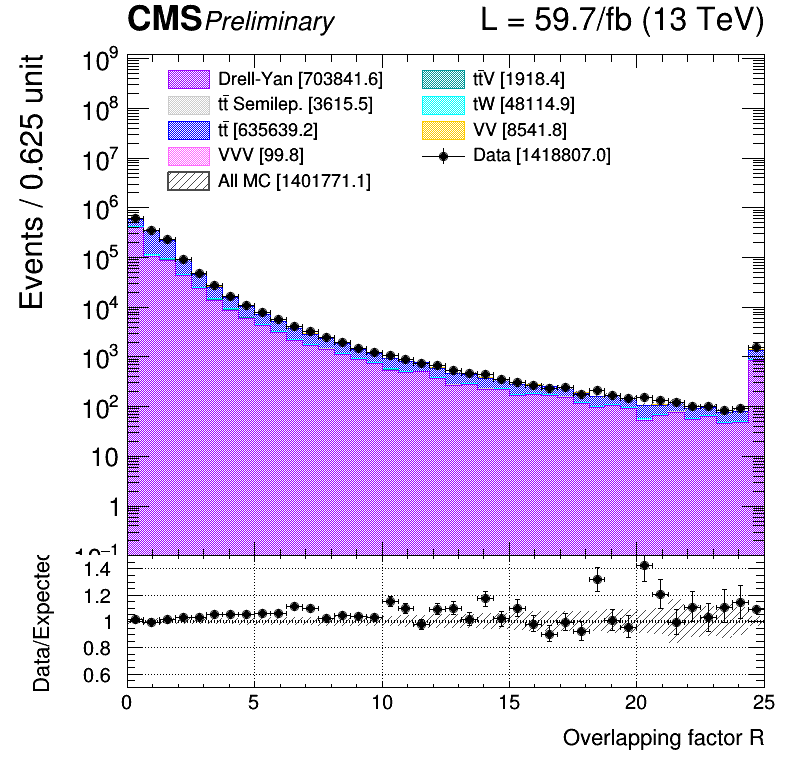 CMS Preliminary L = 59.7/fb (13 TeV)
Events / 0.625 unit
10⁹
10⁸
10⁷
10⁶
10⁵
10⁴
10³
10²
10
1
10⁻¹
Drell-Yan [703841.6]
tt̄ Semilep. [3615.5]
tt̄ [635639.2]
VVV [99.8]
All MC [1401771.1]
tt̄V [1918.4]
tW [48114.9]
VV [8541.8]
Data [1418807.0]
Data/Expected
1.4
1.2
1
0.8
0.6
0 5 10 15 20 25
Overlapping factor R